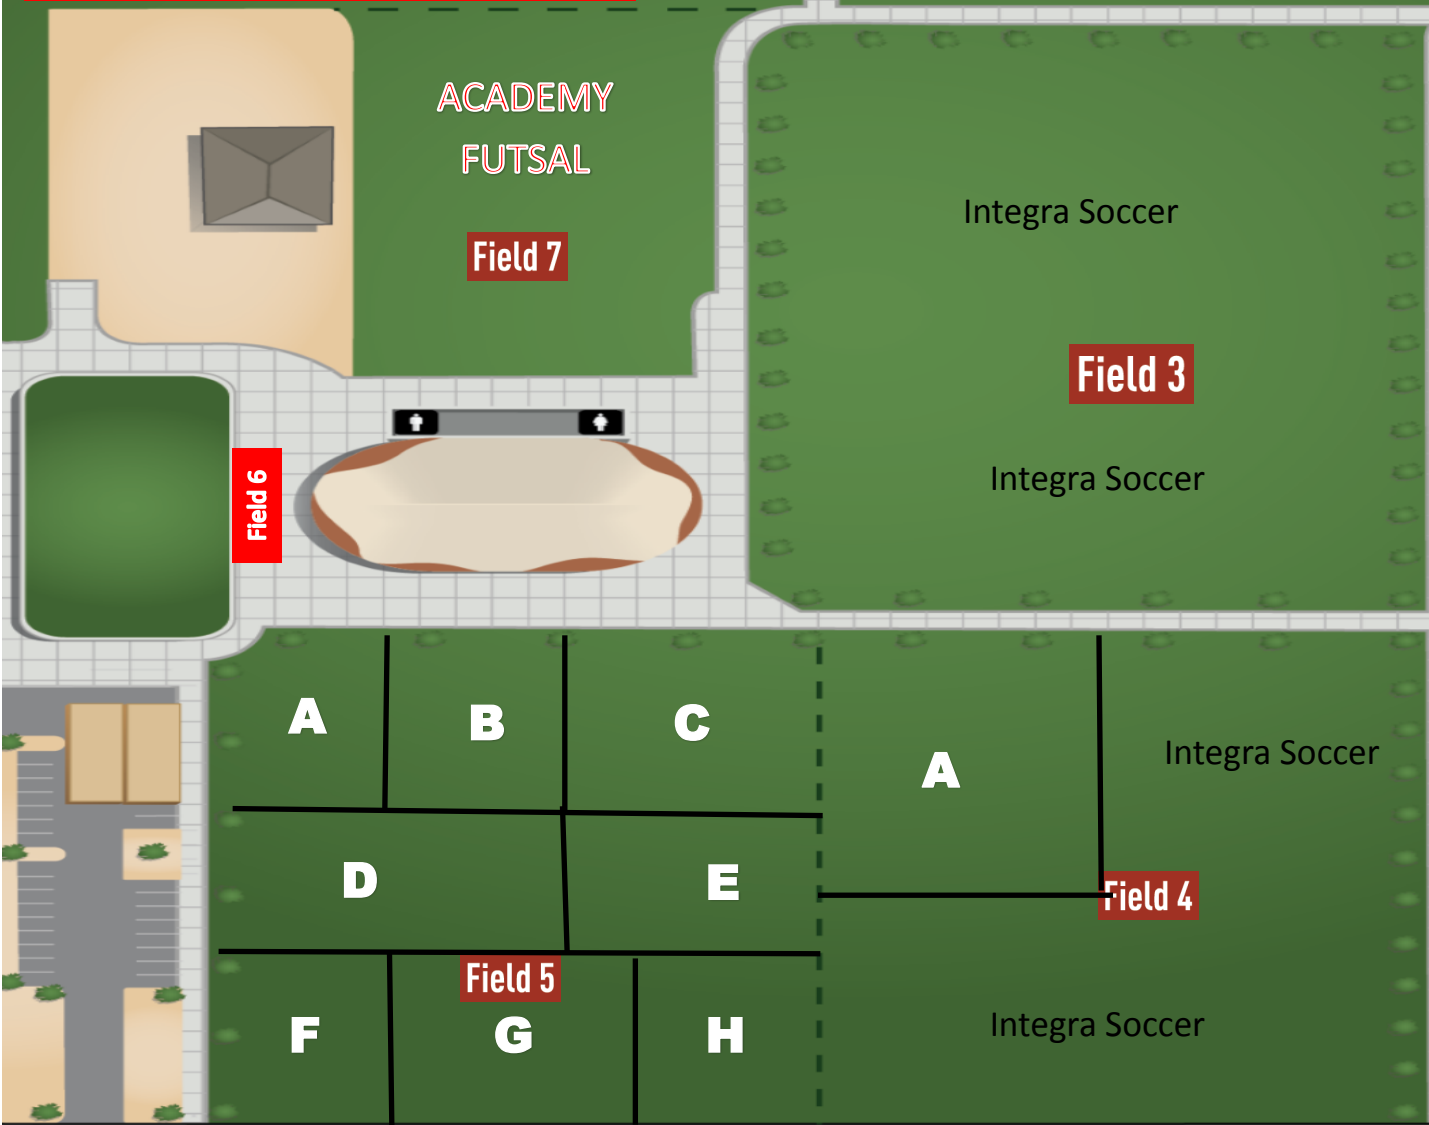 ACADEMY
FUTSAL
Field 7
Integra Soccer
Field 3
Integra Soccer
Field 6
A
B
C
A
Integra Soccer
D
E
Field 4
Field 5
F
G
H
Integra Soccer